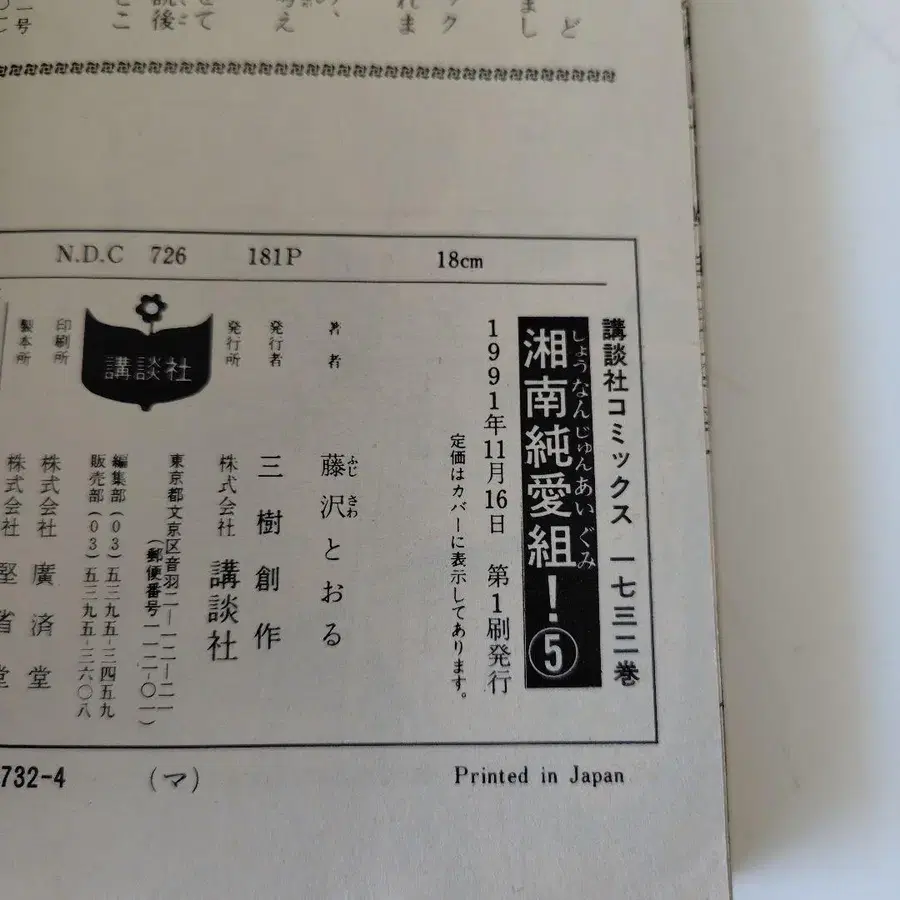 N.D.C 726 181P 18cm
講談社コミックス 一七三二巻
湘南純愛組！⑤
しょうなんじゅんあいぐみ
1991年11月16日 第1刷発行
定価はカバーに表示してあります。
著者 藤沢とおる
ふじさわ
発行者 三樹創作
発行所 株式会社 講談社
東京都文京区音羽二-一二-二一
(郵便番号一一二-〇一)
編集部(03)五三九五-三四五九
販売部(03)五三九五-三六〇八
講談社
印刷所 株式会社 廣済堂
製本所 株式会社 堅省堂
732-4 (マ) Printed in Japan